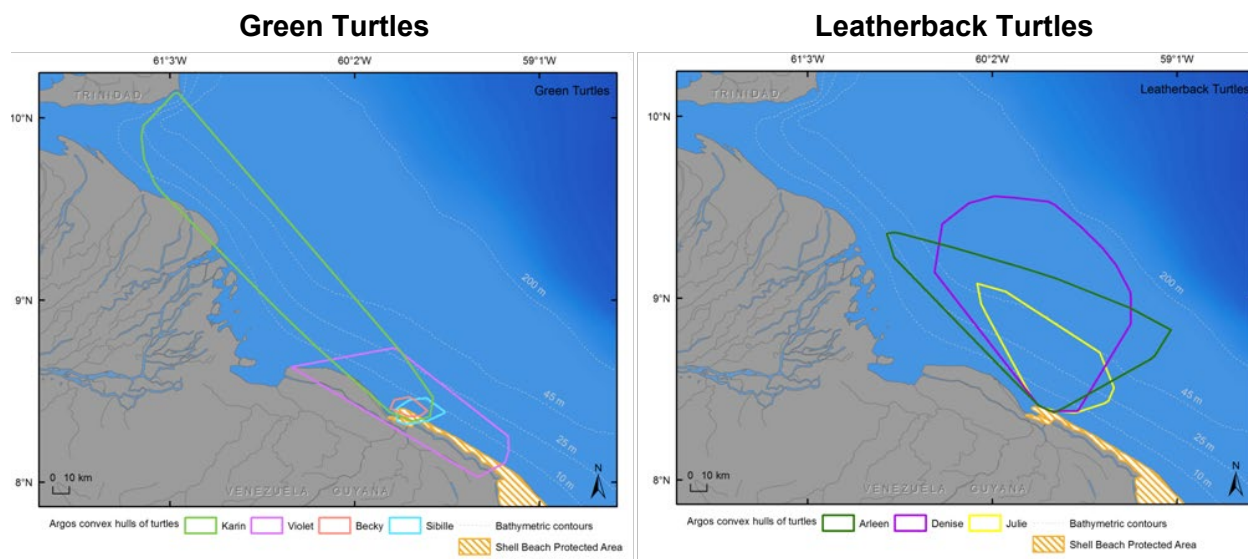 Green Turtles
Leatherback Turtles
61°3'W 60°2'W 59°1'W
TRINIDAD
Green Turtles
10°N
9°N
8°N
200 m
45 m
25 m
10 m
0 10 km
VENEZUELA GUYANA
N
Argos convex hulls of turtles Karin Violet Becky Sibille Bathymetric contours
Shell Beach Protected Area
61°3'W 60°2'W 59°1'W
TRINIDAD
Leatherback Turtles
10°N
9°N
8°N
200 m
45 m
25 m
10 m
0 10 km
VENEZUELA GUYANA
N
Argos convex hulls of turtles Arleen Denise Julie Bathymetric contours
Shell Beach Protected Area